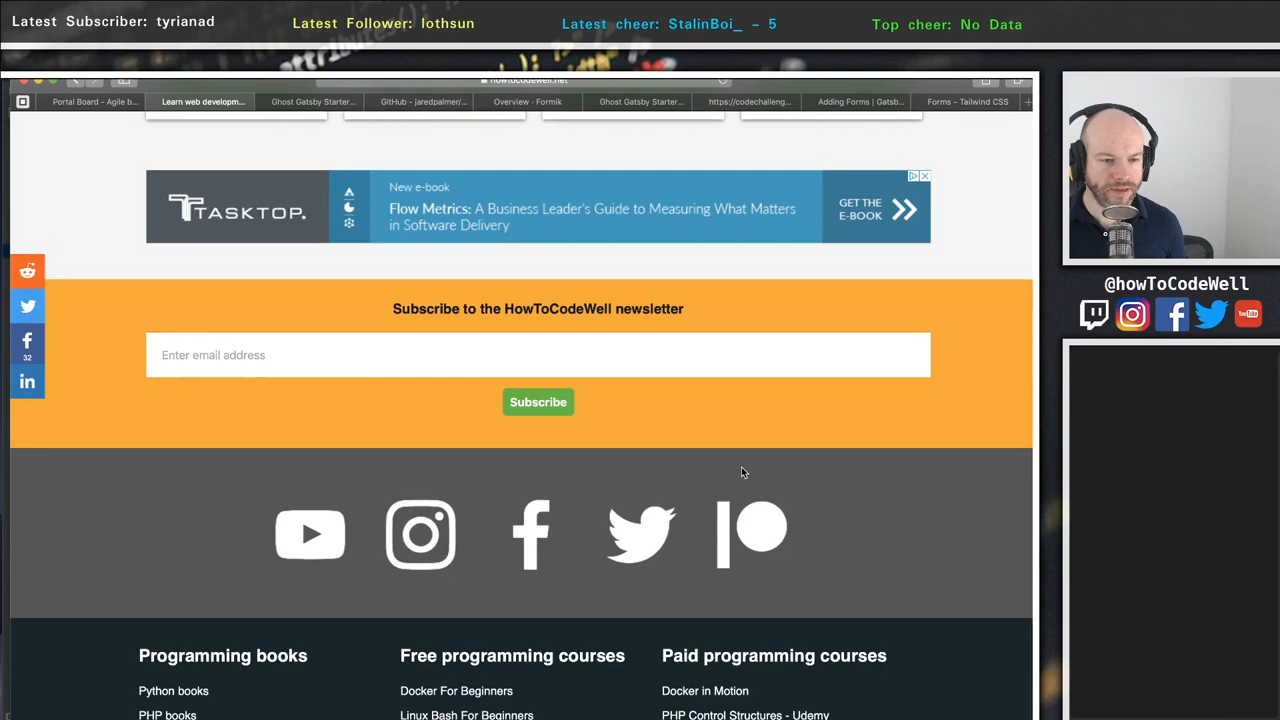 Latest Subscriber: tyrianad
Latest Follower: lothsun
Latest cheer: StalinBoi_ - 5
Top cheer: No Data
howtocodewell.net
Portal Board - Agile b...
Learn web developm...
Ghost Gatsby Starter...
GitHub - jaredpalmer/...
Overview · Formik
Ghost Gatsby Starter...
https://codechalleng...
Adding Forms | Gatsb...
Forms - Tailwind CSS
TASKTOP.
New e-book
Flow Metrics: A Business Leader's Guide to Measuring What Matters
in Software Delivery
GET THE
E-BOOK
32
Subscribe to the HowToCodeWell newsletter
Enter email address
Subscribe
@howToCodeWell
You Tube
Programming books
Free programming courses
Paid programming courses
Python books
Docker For Beginners
Docker in Motion
PHP books
Linux Bash For Beginners
PHP Control Structures - Udemy